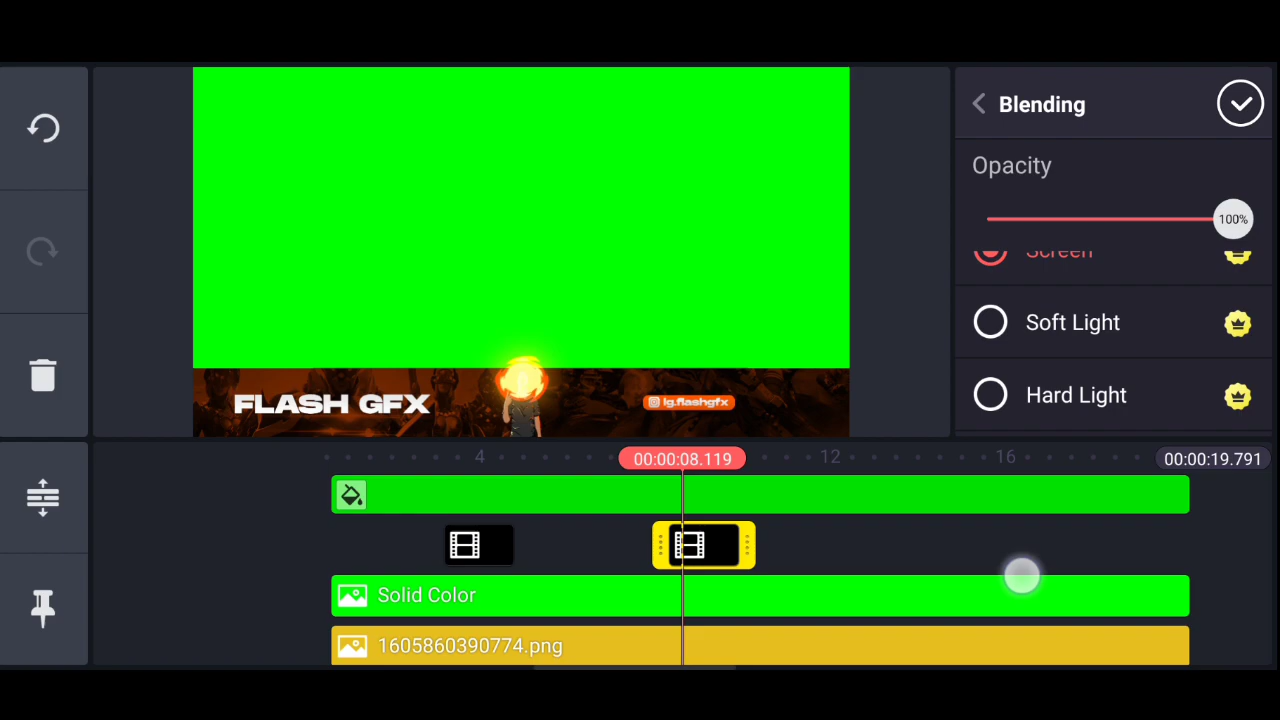 Blending
Opacity
100%
Screen
Soft Light
Hard Light
FLASH GFX
Ig.flashgfx
4
00:00:08.119
12
16
00:00:19.791
Solid Color
1605860390774.png